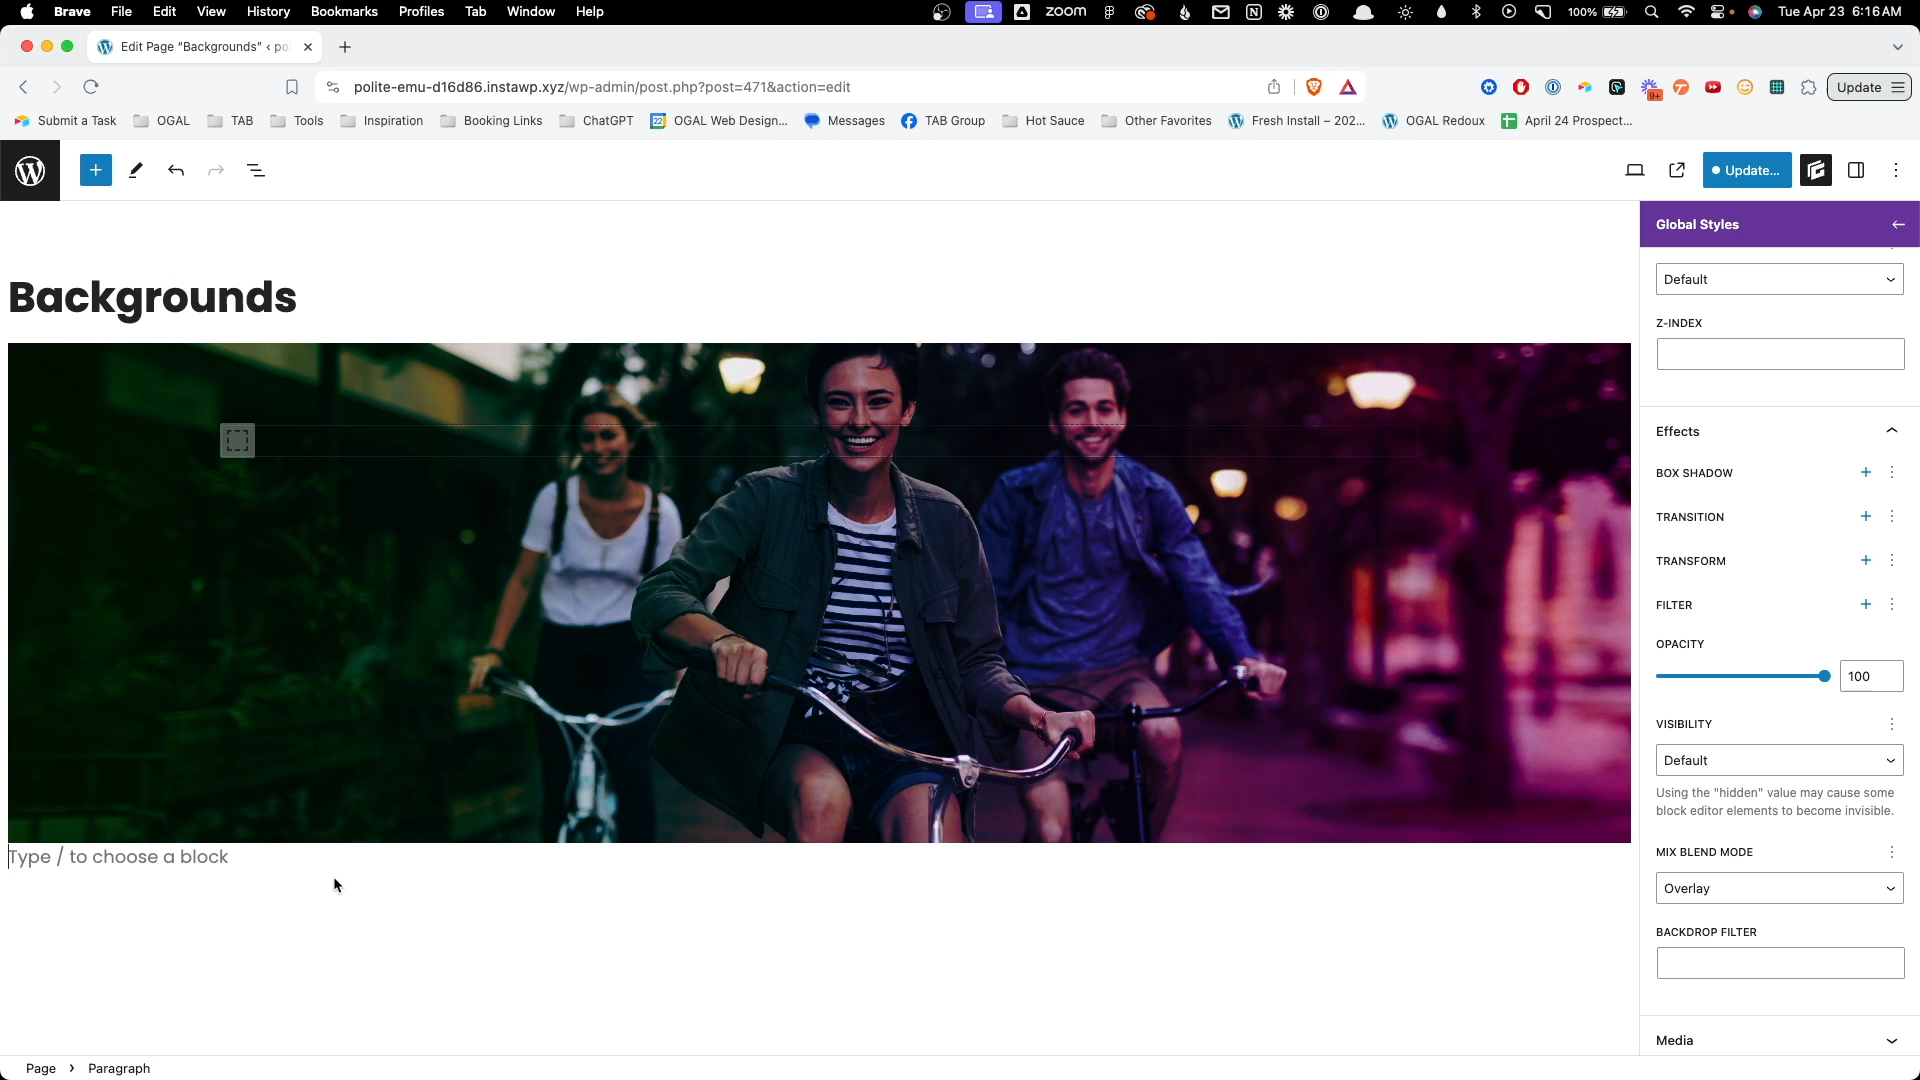 Brave File Edit View History Bookmarks Profiles Tab Window Help zoom 100% Tue Apr 23 6:16 AM
Edit Page “Backgrounds” ‹ po
polite-emu-d16d86.instawp.xyz/wp-admin/post.php?post=471&action=edit 9+ Update
Submit a Task OGAL TAB Tools Inspiration Booking Links ChatGPT 22 OGAL Web Design... Messages TAB Group Hot Sauce Other Favorites Fresh Install – 202... OGAL Redoux April 24 Prospect...
Update...
Global Styles
Default
Z-INDEX
Backgrounds
Effects
BOX SHADOW
TRANSITION
TRANSFORM
FILTER
OPACITY
100
VISIBILITY
Default
Using the "hidden" value may cause some
block editor elements to become invisible.
MIX BLEND MODE
Type / to choose a block
Overlay
BACKDROP FILTER
Media
Page › Paragraph